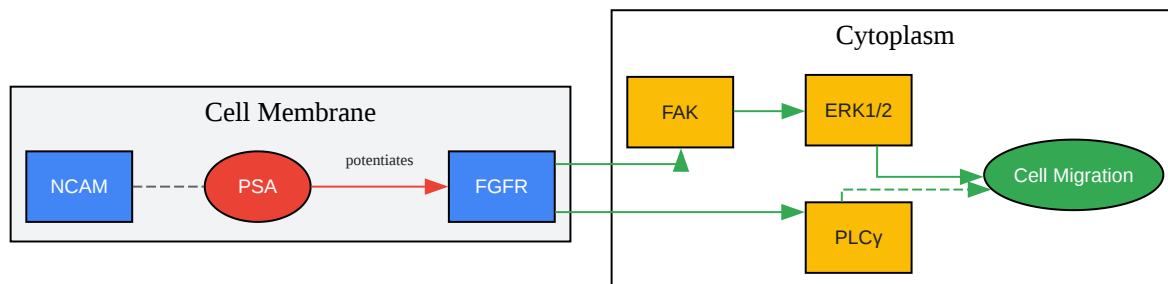 Cytoplasm
Cell Membrane
FAK
ERK1/2
potentiates
NCAM
PSA
FGFR
Cell Migration
PLCγ